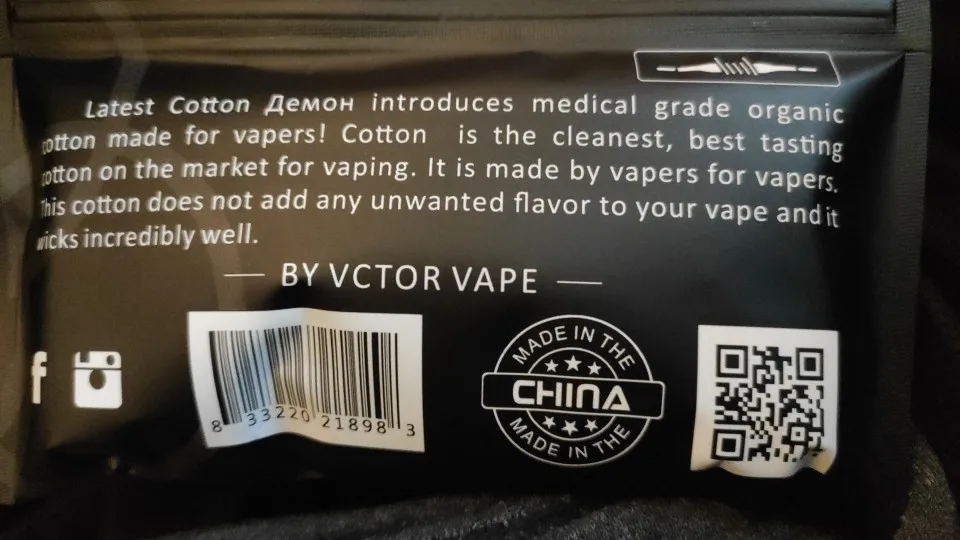 Latest Cotton Демон introduces medical grade organic
cotton made for vapers! Cotton is the cleanest, best tasting
cotton on the market for vaping. It is made by vapers for vapers.
This cotton does not add any unwanted flavor to your vape and it
wicks incredibly well.
— BY VCTOR VAPE —
f
8 33220 21898 3
MADE IN THE
CHINA
MADE IN THE